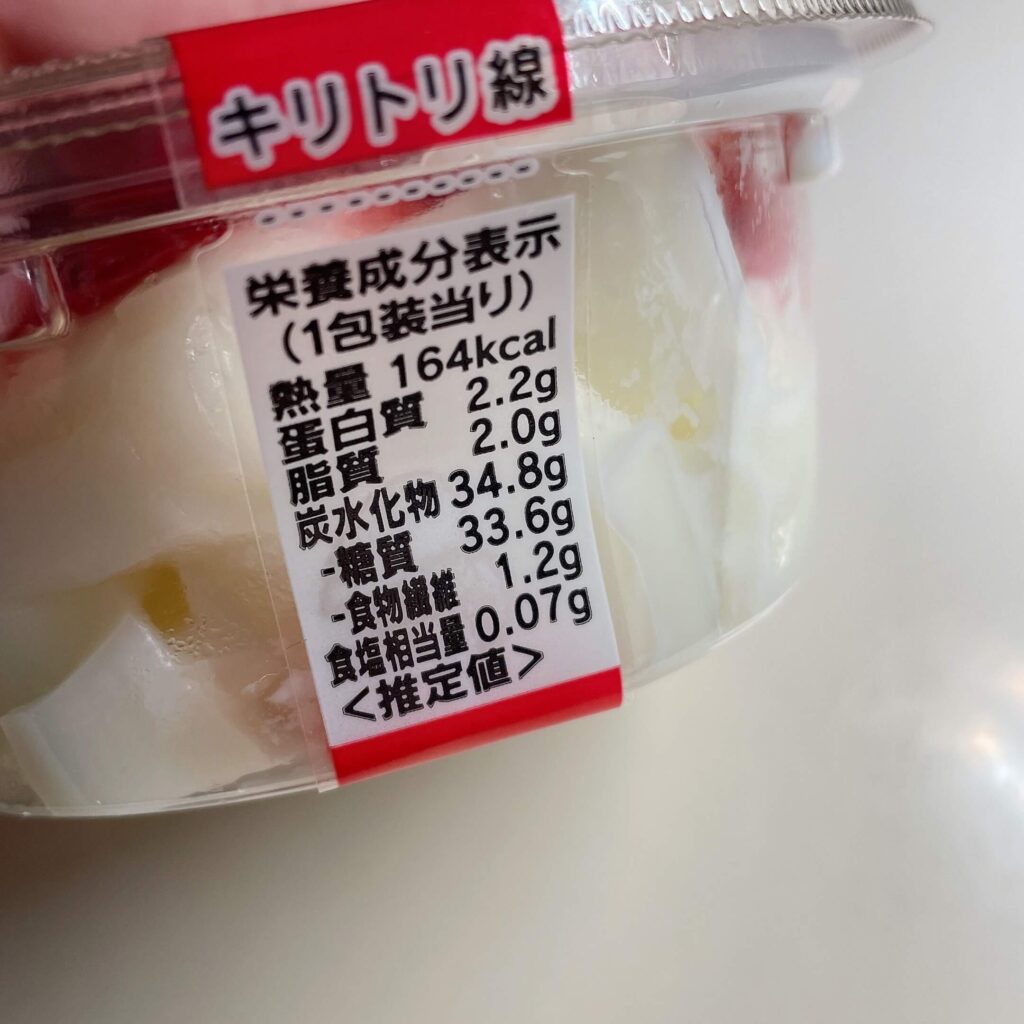 キリトリ線
栄養成分表示
(1包装当り)
熱量 164kcal
蛋白質 2.2g
脂質 2.0g
炭水化物 34.8g
-糖質 33.6g
-食物繊維 1.2g
食塩相当量 0.07g
<推定値>